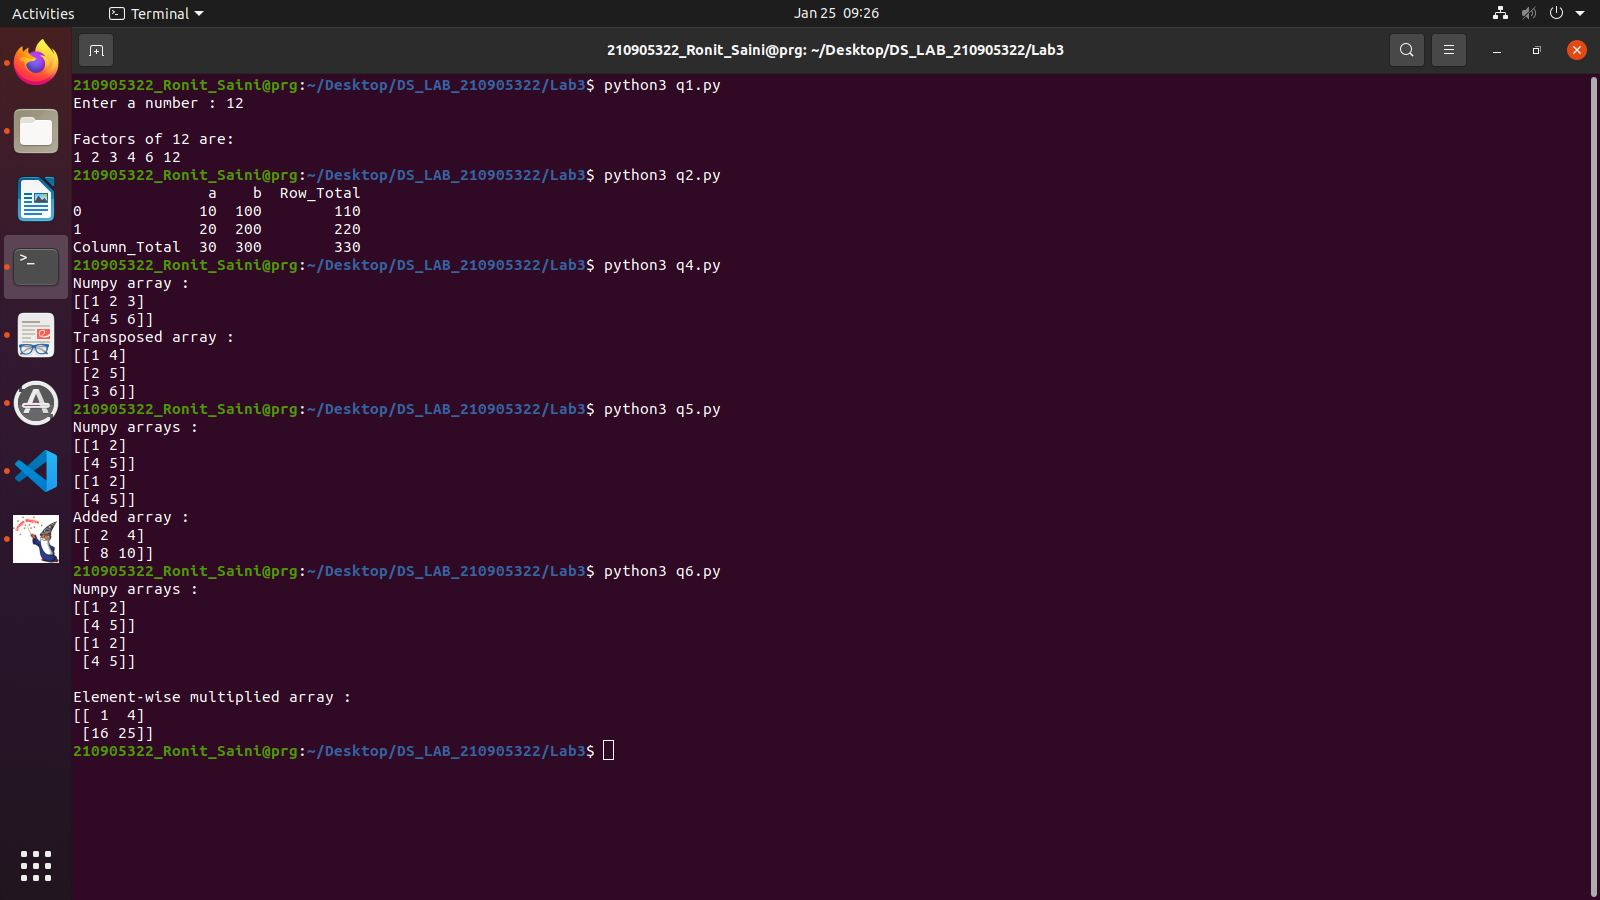 Activities Terminal Jan 25 09:26
210905322_Ronit_Saini@prg: ~/Desktop/DS_LAB_210905322/Lab3
210905322_Ronit_Saini@prg:~/Desktop/DS_LAB_210905322/Lab3$ python3 q1.py
Enter a number : 12
Factors of 12 are:
1 2 3 4 6 12
210905322_Ronit_Saini@prg:~/Desktop/DS_LAB_210905322/Lab3$ python3 q2.py
               a    b  Row_Total
0             10  100        110
1             20  200        220
Column_Total  30  300        330
210905322_Ronit_Saini@prg:~/Desktop/DS_LAB_210905322/Lab3$ python3 q4.py
Numpy array :
[[1 2 3]
 [4 5 6]]
Transposed array :
[[1 4]
 [2 5]
 [3 6]]
210905322_Ronit_Saini@prg:~/Desktop/DS_LAB_210905322/Lab3$ python3 q5.py
Numpy arrays :
[[1 2]
 [4 5]]
[[1 2]
 [4 5]]
Added array :
[[ 2  4]
 [ 8 10]]
210905322_Ronit_Saini@prg:~/Desktop/DS_LAB_210905322/Lab3$ python3 q6.py
Numpy arrays :
[[1 2]
 [4 5]]
[[1 2]
 [4 5]]
Element-wise multiplied array :
[[ 1  4]
 [16 25]]
210905322_Ronit_Saini@prg:~/Desktop/DS_LAB_210905322/Lab3$